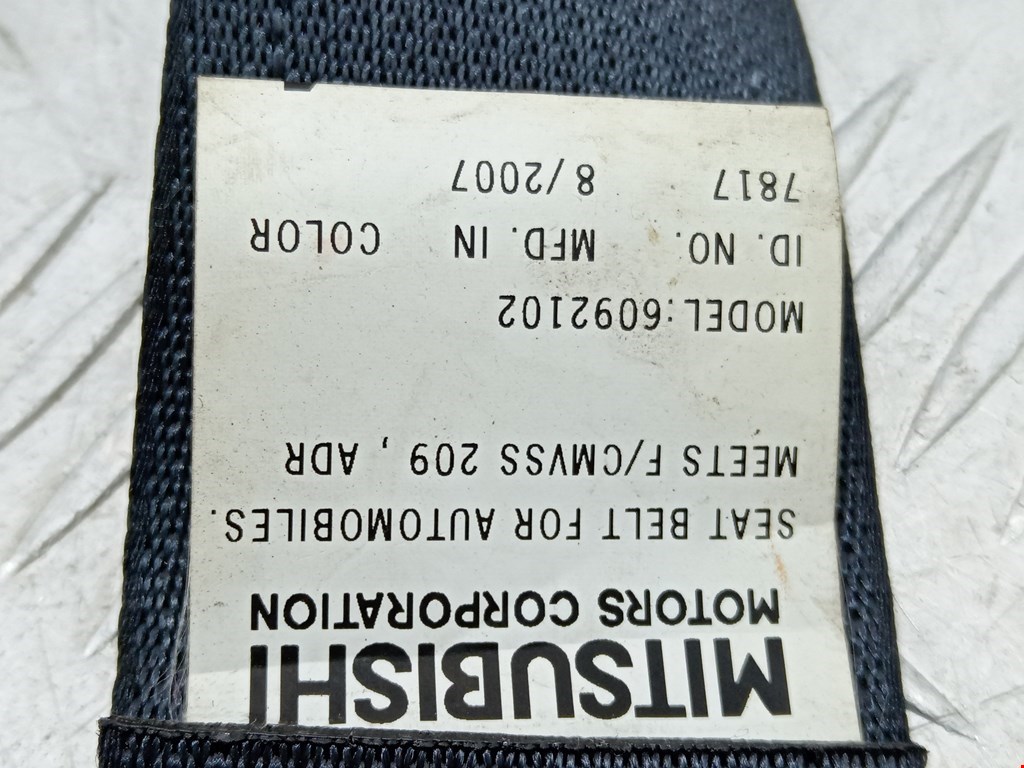 MITSUBISHI
MOTORS CORPORATION
SEAT BELT FOR AUTOMOBILES.
MEETS F/CMVSS 209 , ADR
MODEL:6092102
ID. NO. MFD. IN COLOR
7817 8/2007